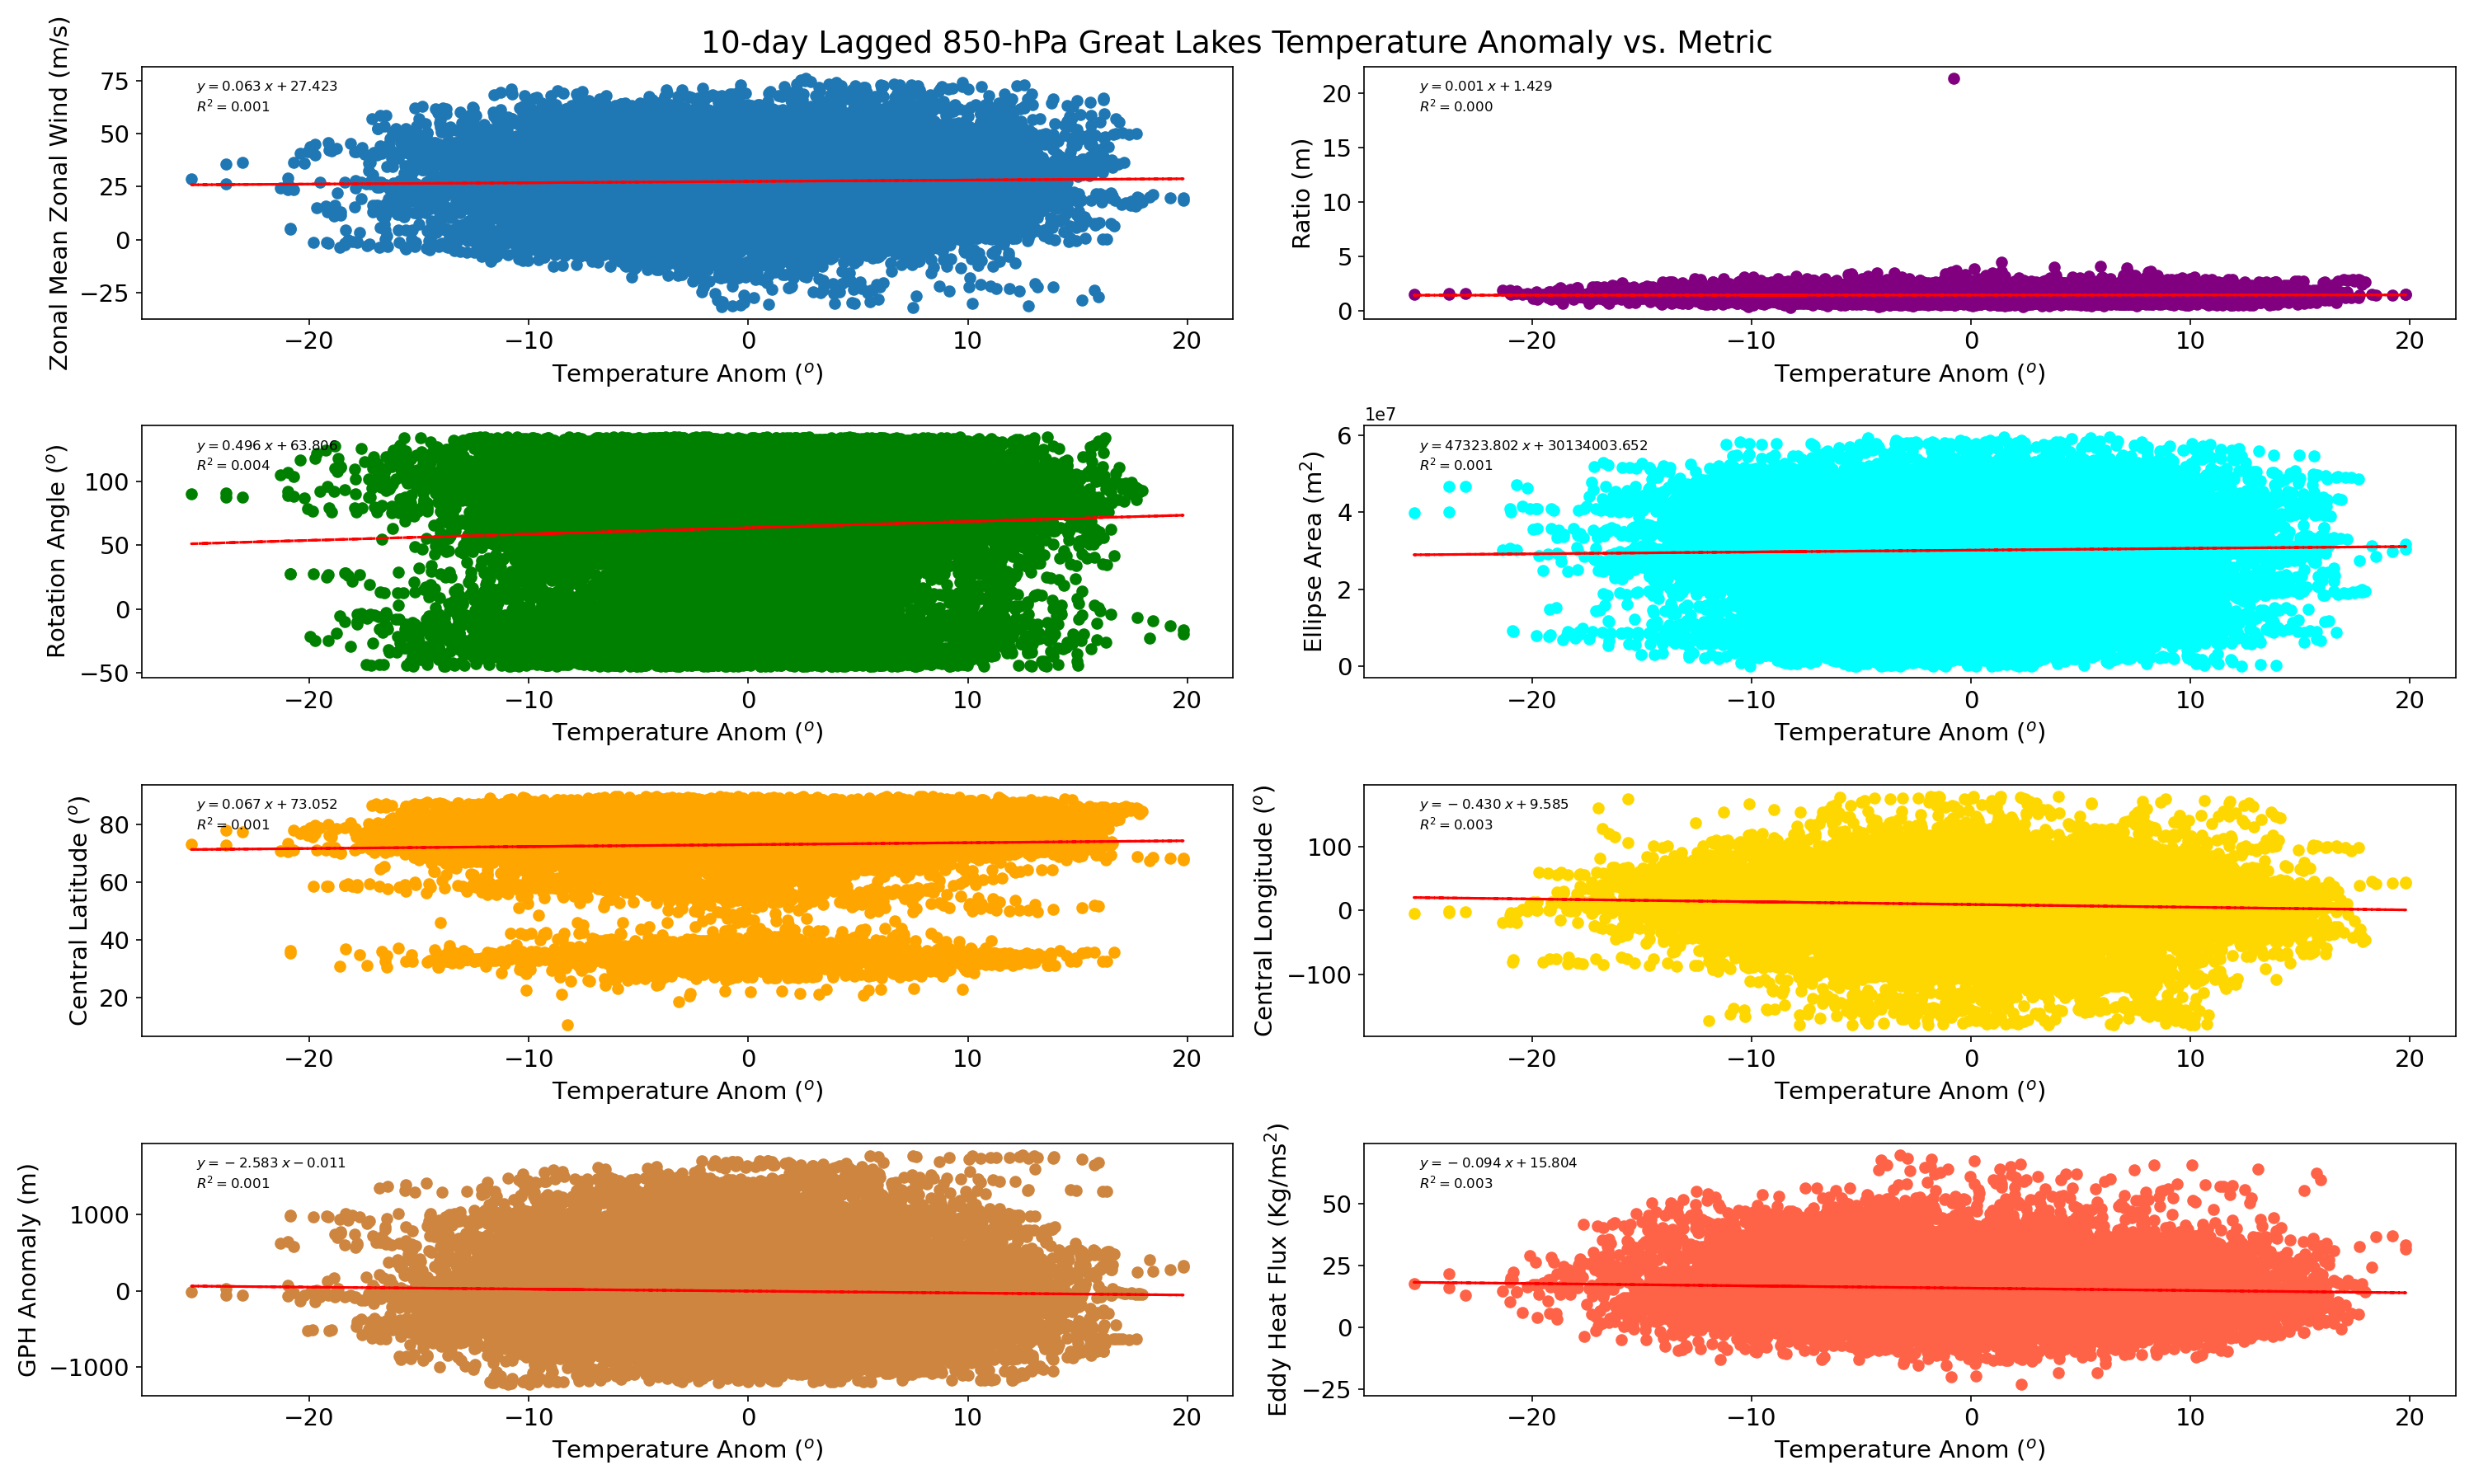 10-day Lagged 850-hPa Great Lakes Temperature Anomaly vs. Metric
Zonal Mean Zonal Wind (m/s)
75
50
25
0
−25
y = 0.063 x + 27.423
R² = 0.001
−20 −10 0 10 20
Temperature Anom (°)
Ratio (m)
20
15
10
5
0
y = 0.001 x + 1.429
R² = 0.000
−20 −10 0 10 20
Temperature Anom (°)
Rotation Angle (°)
100
50
0
−50
y = 0.496 x + 63.806
R² = 0.004
−20 −10 0 10 20
Temperature Anom (°)
1e7
Ellipse Area (m²)
6
4
2
0
y = 47323.802 x + 30134003.652
R² = 0.001
−20 −10 0 10 20
Temperature Anom (°)
Central Latitude (°)
80
60
40
20
y = 0.067 x + 73.052
R² = 0.001
−20 −10 0 10 20
Temperature Anom (°)
Central Longitude (°)
100
0
−100
y = −0.430 x + 9.585
R² = 0.003
−20 −10 0 10 20
Temperature Anom (°)
GPH Anomaly (m)
1000
0
−1000
y = −2.583 x − 0.011
R² = 0.001
−20 −10 0 10 20
Temperature Anom (°)
Eddy Heat Flux (Kg/ms²)
50
25
0
−25
y = −0.094 x + 15.804
R² = 0.003
−20 −10 0 10 20
Temperature Anom (°)